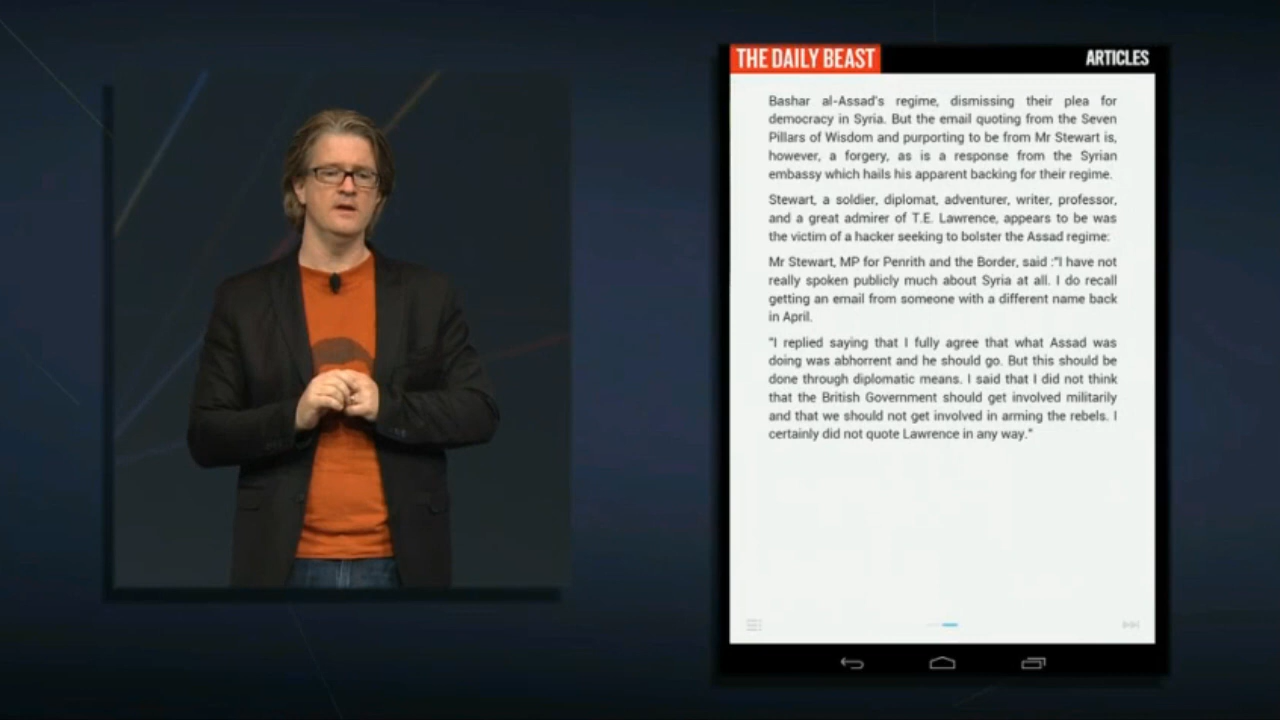 THE DAILY BEAST
ARTICLES
Bashar al-Assad's regime, dismissing their plea for
democracy in Syria. But the email quoting from the Seven
Pillars of Wisdom and purporting to be from Mr Stewart is,
however, a forgery, as is a response from the Syrian
embassy which hails his apparent backing for their regime.
Stewart, a soldier, diplomat, adventurer, writer, professor,
and a great admirer of T.E. Lawrence, appears to be was
the victim of a hacker seeking to bolster the Assad regime:
Mr Stewart, MP for Penrith and the Border, said :"I have not
really spoken publicly much about Syria at all. I do recall
getting an email from someone with a different name back
in April.
"I replied saying that I fully agree that what Assad was
doing was abhorrent and he should go. But this should be
done through diplomatic means. I said that I did not think
that the British Government should get involved militarily
and that we should not get involved in arming the rebels. I
certainly did not quote Lawrence in any way."